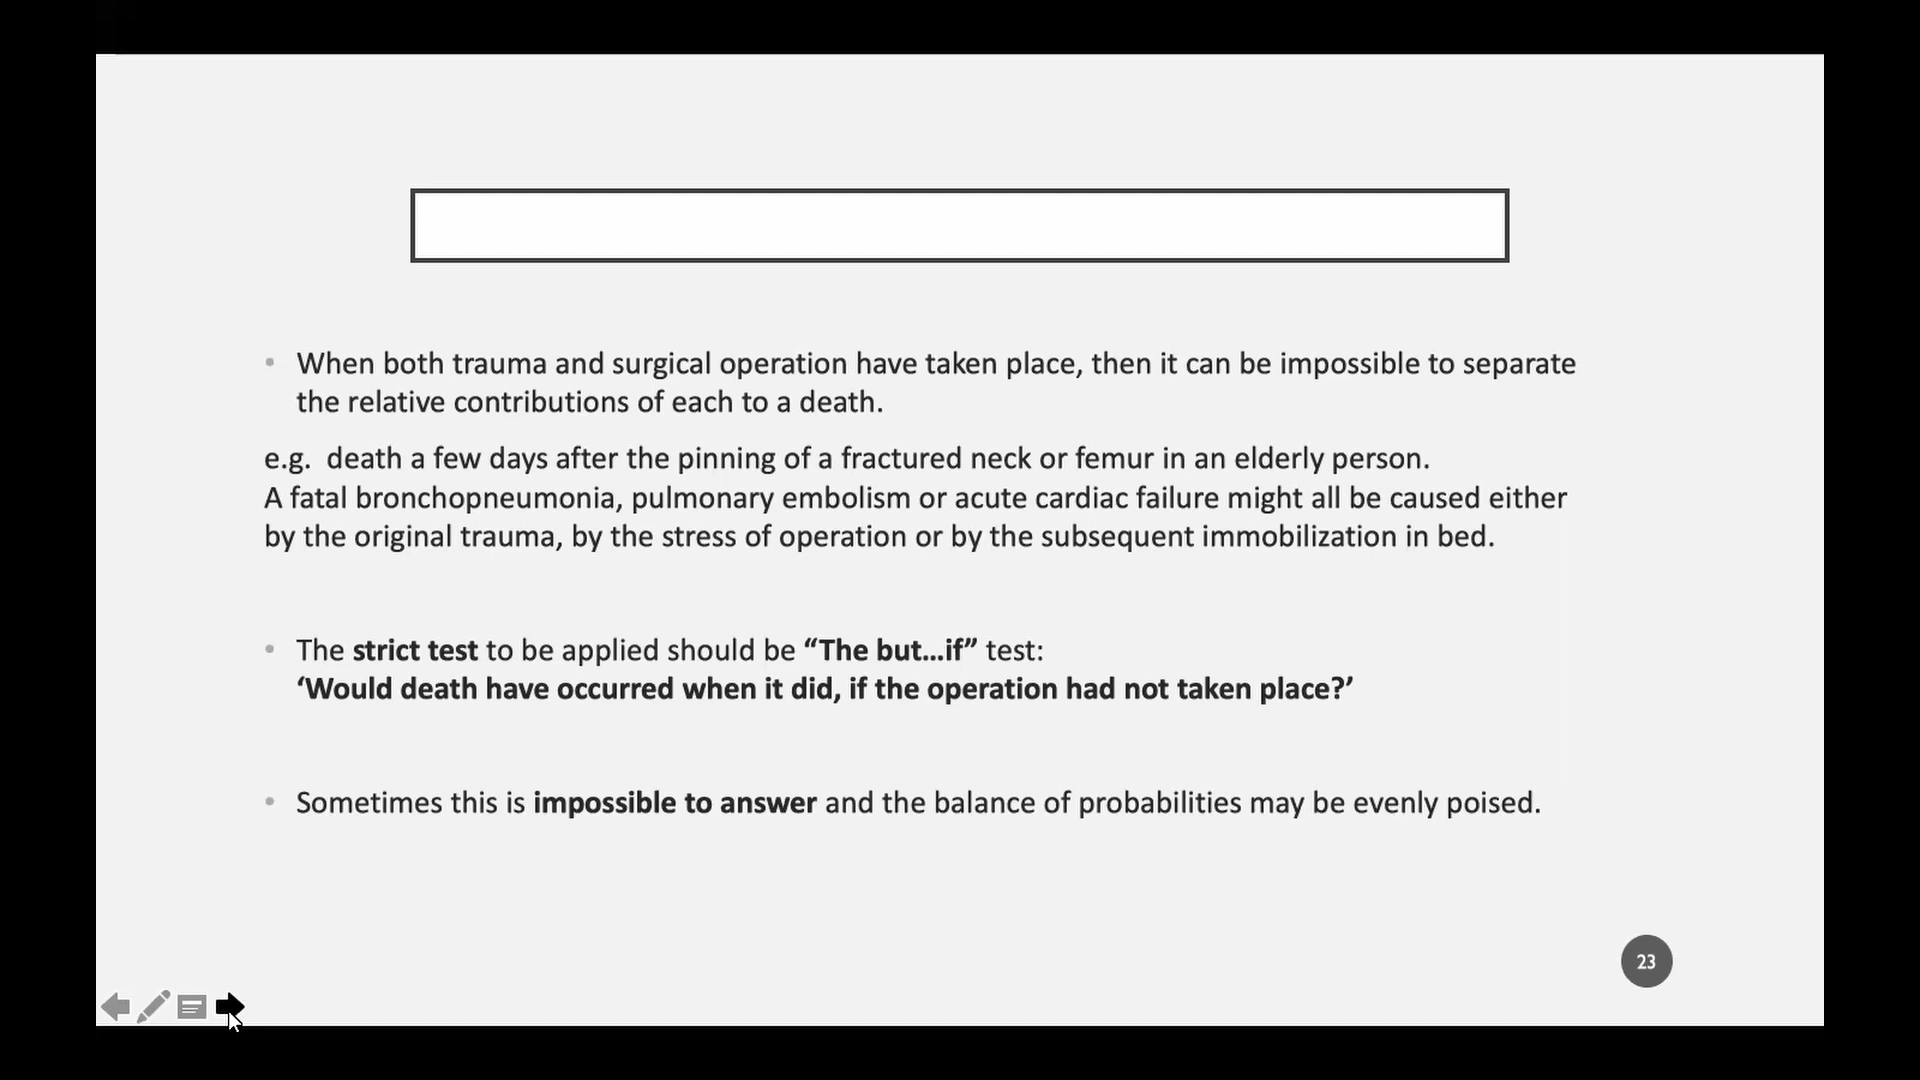 • When both trauma and surgical operation have taken place, then it can be impossible to separate
the relative contributions of each to a death.
e.g.  death a few days after the pinning of a fractured neck or femur in an elderly person.
A fatal bronchopneumonia, pulmonary embolism or acute cardiac failure might all be caused either
by the original trauma, by the stress of operation or by the subsequent immobilization in bed.
• The strict test to be applied should be “The but...if” test:
‘Would death have occurred when it did, if the operation had not taken place?’
• Sometimes this is impossible to answer and the balance of probabilities may be evenly poised.
23